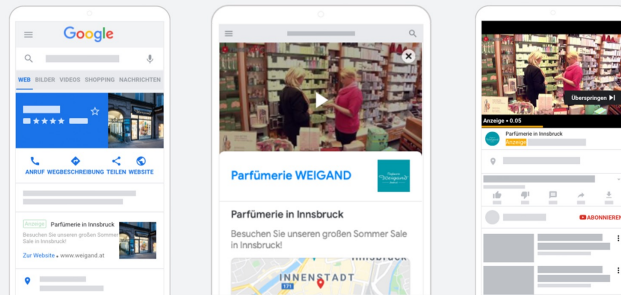 Google
WEB BILDER VIDEOS SHOPPING NACHRICHTEN
ANRUF WEGBESCHREIBUNG TEILEN WEBSITE
Anzeige Parfümerie in Innsbruck
Besuchen Sie unseren großen Sommer
Sale in Innsbruck!
Zur Website • www.weigand.at
Parfümerie WEIGAND
Weigand
Parfümerie in Innsbruck
Besuchen Sie unseren großen Sommer Sale
in Innsbruck!
INNENSTADT
171
Überspringen
Anzeige • 0.05
Parfümerie in Innsbruck
Anzeige
ABONNIEREN